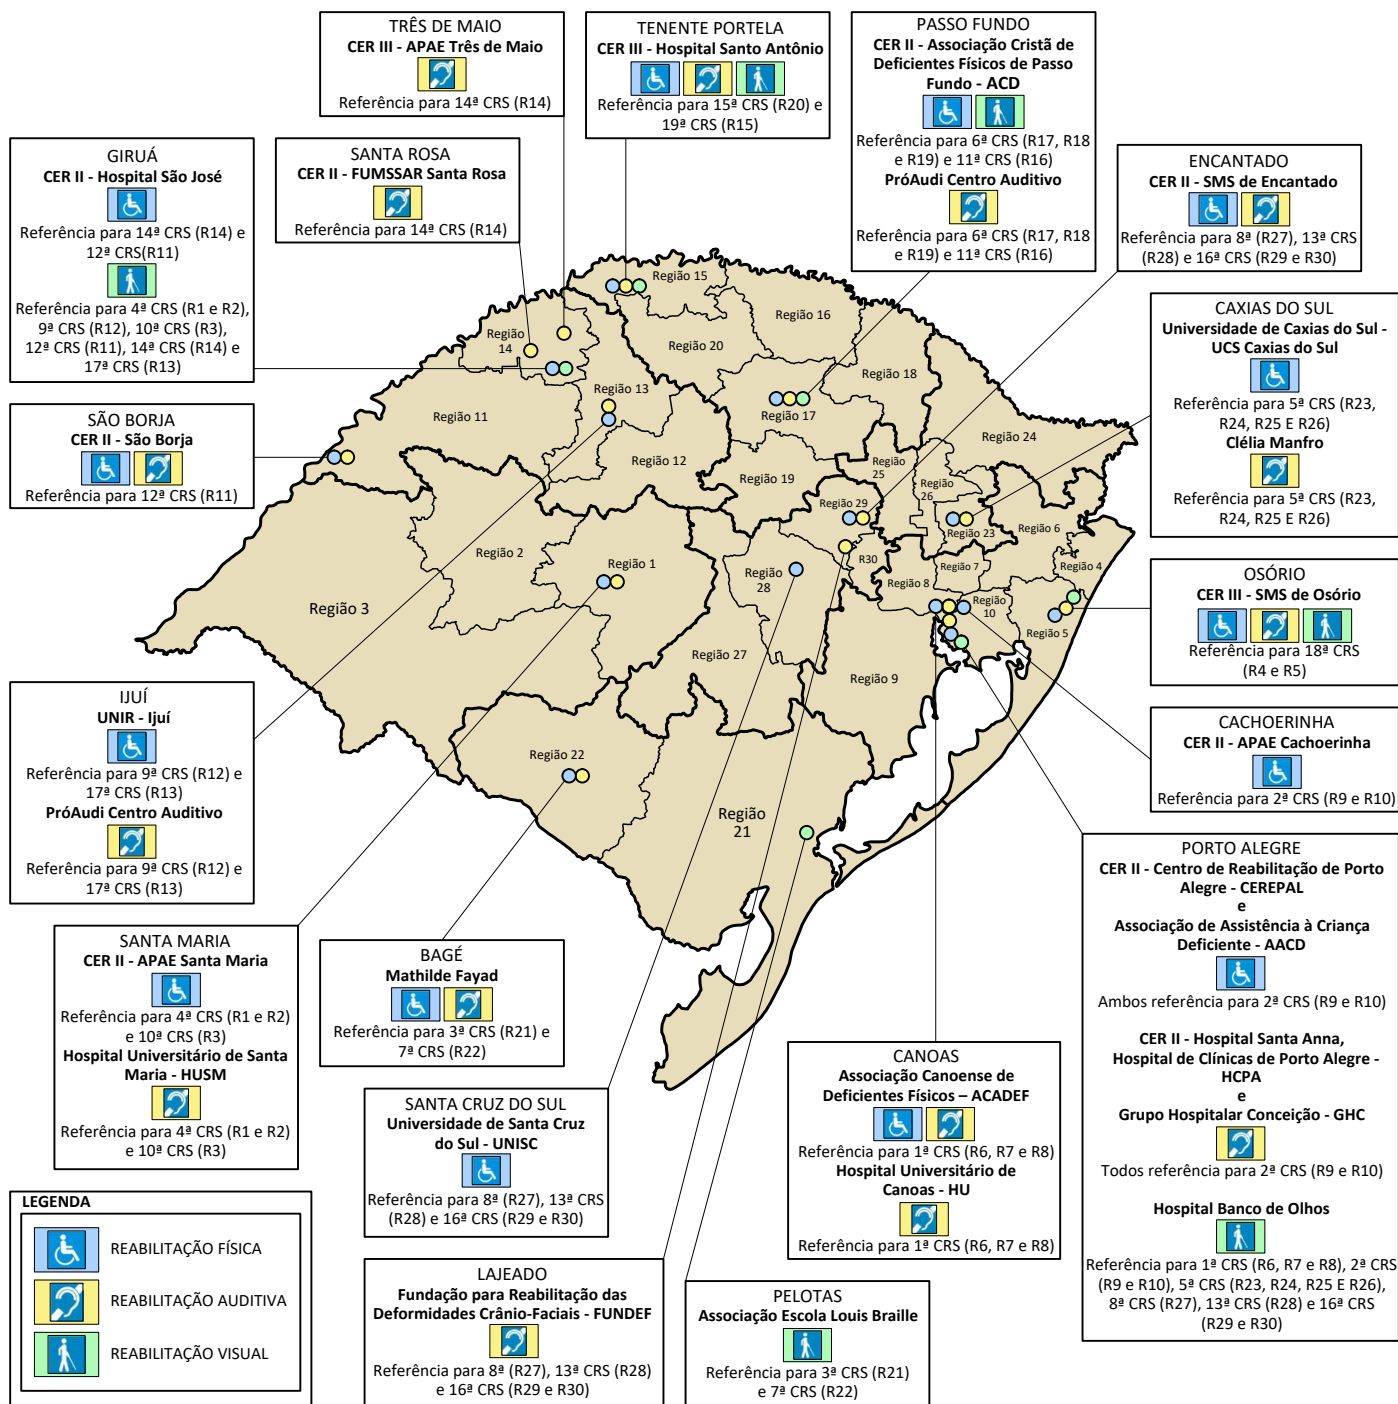 TRÊS DE MAIO
CER III - APAE Três de Maio
Referência para 14ª CRS (R14)
TENENTE PORTELA
CER III - Hospital Santo Antônio
Referência para 15ª CRS (R20) e
19ª CRS (R15)
PASSO FUNDO
CER II - Associação Cristã de
Deficientes Físicos de Passo
Fundo - ACD
Referência para 6ª CRS (R17, R18
e R19) e 11ª CRS (R16)
PróAudi Centro Auditivo
Referência para 6ª CRS (R17, R18
e R19) e 11ª CRS (R16)
GIRUÁ
CER II - Hospital São José
Referência para 14ª CRS (R14) e
12ª CRS(R11)
Referência para 4ª CRS (R1 e R2),
9ª CRS (R12), 10ª CRS (R3),
12ª CRS (R11), 14ª CRS (R14) e
17ª CRS (R13)
SANTA ROSA
CER II - FUMSSAR Santa Rosa
Referência para 14ª CRS (R14)
ENCANTADO
CER II - SMS de Encantado
Referência para 8ª (R27), 13ª CRS
(R28) e 16ª CRS (R29 e R30)
CAXIAS DO SUL
Universidade de Caxias do Sul -
UCS Caxias do Sul
Referência para 5ª CRS (R23,
R24, R25 E R26)
Clélia Manfro
Referência para 5ª CRS (R23,
R24, R25 E R26)
SÃO BORJA
CER II - São Borja
Referência para 12ª CRS (R11)
Região 15
Região 16
Região
14
Região 20
Região 18
Região 13
Região 17
Região 11
Região 24
Região 12
Região
25
Região 19
Região
26
Região 29
Região 23
Região 6
Região 2
Região 1
R30
Região 4
Região 7
Região
28
Região 8
Região
10
Região 3
Região 5
Região 27
Região 9
Região 22
Região
21
OSÓRIO
CER III - SMS de Osório
Referência para 18ª CRS
(R4 e R5)
IJUÍ
UNIR - Ijuí
Referência para 9ª CRS (R12) e
17ª CRS (R13)
PróAudi Centro Auditivo
Referência para 9ª CRS (R12) e
17ª CRS (R13)
CACHOERINHA
CER II - APAE Cachoerinha
Referência para 2ª CRS (R9 e R10)
PORTO ALEGRE
CER II - Centro de Reabilitação de Porto
Alegre - CEREPAL
e
Associação de Assistência à Criança
Deficiente - AACD
Ambos referência para 2ª CRS (R9 e R10)
CER II - Hospital Santa Anna,
Hospital de Clínicas de Porto Alegre -
HCPA
e
Grupo Hospitalar Conceição - GHC
Todos referência para 2ª CRS (R9 e R10)
Hospital Banco de Olhos
Referência para 1ª CRS (R6, R7 e R8), 2ª CRS
(R9 e R10), 5ª CRS (R23, R24, R25 E R26),
8ª CRS (R27), 13ª CRS (R28) e 16ª CRS
(R29 e R30)
SANTA MARIA
CER II - APAE Santa Maria
Referência para 4ª CRS (R1 e R2)
e 10ª CRS (R3)
Hospital Universitário de Santa
Maria - HUSM
Referência para 4ª CRS (R1 e R2)
e 10ª CRS (R3)
BAGÉ
Mathilde Fayad
Referência para 3ª CRS (R21) e
7ª CRS (R22)
SANTA CRUZ DO SUL
Universidade de Santa Cruz
do Sul - UNISC
Referência para 8ª (R27), 13ª CRS
(R28) e 16ª CRS (R29 e R30)
CANOAS
Associação Canoense de
Deficientes Físicos – ACADEF
Referência para 1ª CRS (R6, R7 e R8)
Hospital Universitário de
Canoas - HU
Referência para 1ª CRS (R6, R7 e R8)
LAJEADO
Fundação para Reabilitação das
Deformidades Crânio-Faciais - FUNDEF
Referência para 8ª (R27), 13ª CRS (R28)
e 16ª CRS (R29 e R30)
PELOTAS
Associação Escola Louis Braille
Referência para 3ª CRS (R21)
e 7ª CRS (R22)
LEGENDA
REABILITAÇÃO FÍSICA
REABILITAÇÃO AUDITIVA
REABILITAÇÃO VISUAL